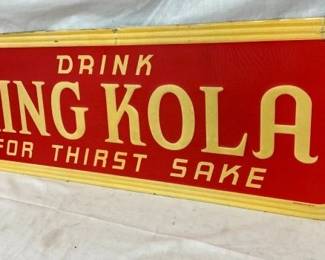 DRINK
ING KOLA
FOR THIRST SAKE